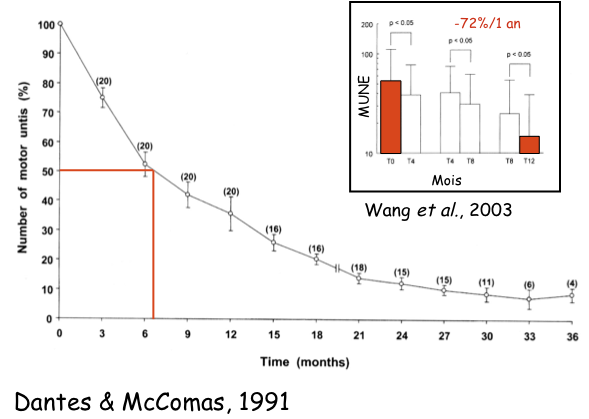 Number of motor untis (%)
100
90
80
70
60
50
40
30
20
10
0
(20)
(20)
(20)
(20)
(16)
(16)
(18)
(15)
(15)
(11)
(6)
(4)
0 3 6 9 12 15 18 21 24 27 30 33 36
Time (months)
-72%/1 an
MUNE
200
100
10
p < 0.05
p < 0.05
p < 0.05
T0 T4 T4 T8 T8 T12
Mois
Wang et al., 2003
Dantes & McComas, 1991